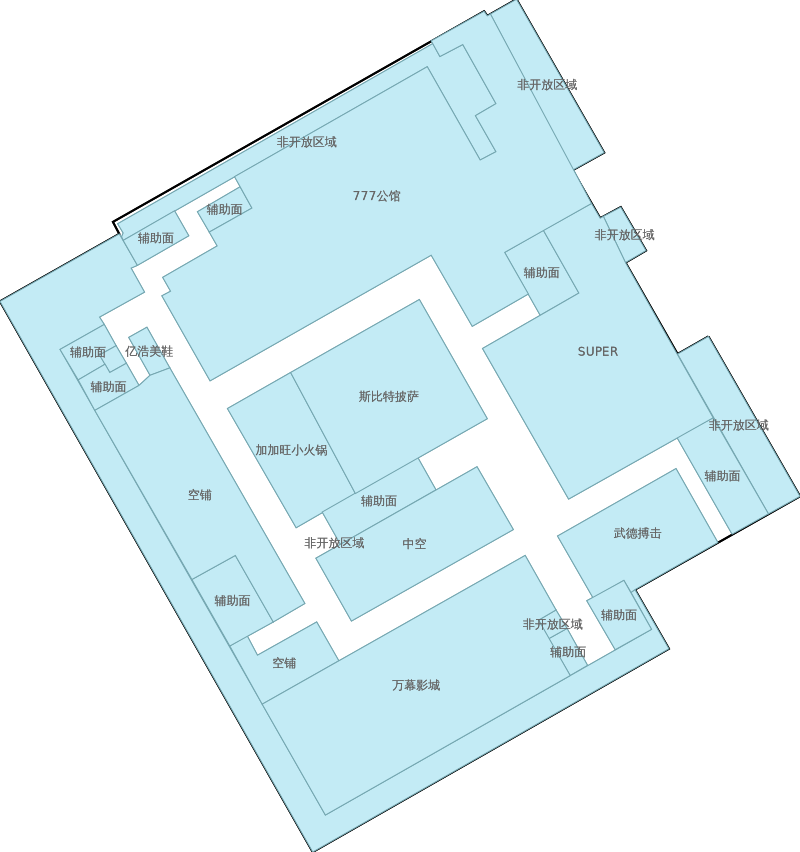 非开放区域
非开放区域
777公馆
辅助面
辅助面
非开放区域
辅助面
辅助面
亿浩美鞋
SUPER
辅助面
斯比特披萨
非开放区域
加加旺小火锅
辅助面
空铺
辅助面
武德搏击
非开放区域
中空
辅助面
辅助面
非开放区域
辅助面
空铺
万幕影城